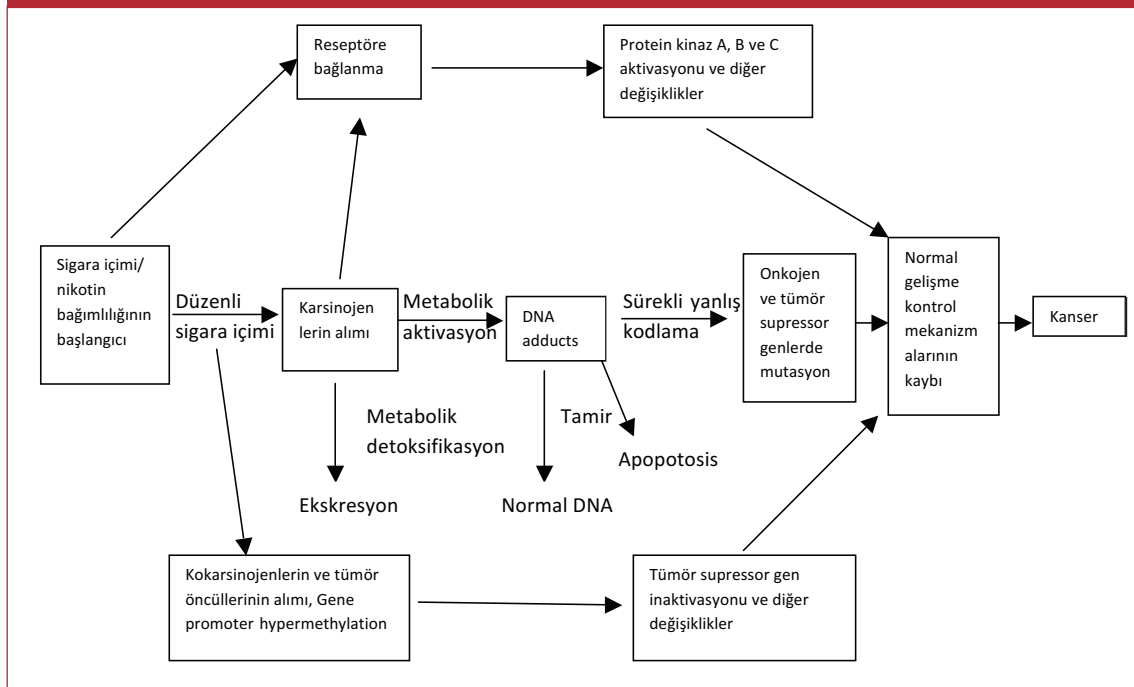 Reseptöre
bağlanma
Protein kinaz A, B ve C
aktivasyonu ve diğer
değişiklikler
Sigara içimi/
nikotin
bağımlılığının
başlangıcı
Düzenli
sigara içimi
Karsinojen
lerin alımı
Metabolik
aktivasyon
DNA
adducts
Sürekli yanlış
kodlama
Onkojen
ve tümör
supressor
genlerde
mutasyon
Normal
gelişme
kontrol
mekanizm
alarının
kaybı
Kanser
Metabolik
detoksifikasyon
Ekskresyon
Tamir
Normal DNA
Apopotosis
Kokarsinojenlerin ve tümör
öncüllerinin alımı, Gene
promoter hypermethylation
Tümör supressor gen
inaktivasyonu ve diğer
değişiklikler